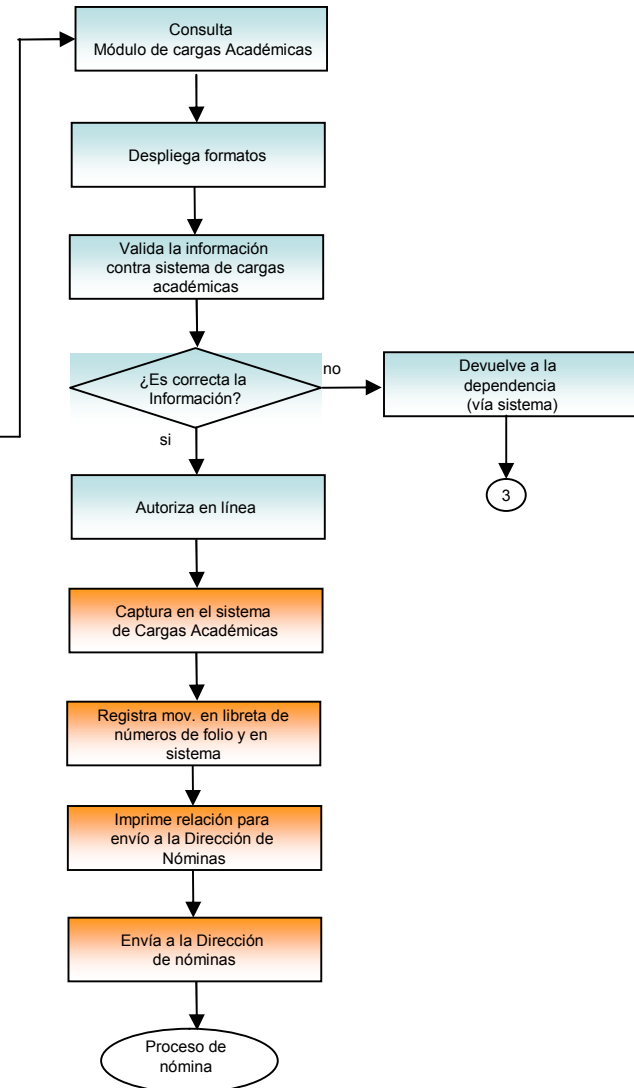 Consulta
Módulo de cargas Académicas
Despliega formatos
Valida la información
contra sistema de cargas
académicas
¿Es correcta la
Información?
no
Devuelve a la
dependencia
(vía sistema)
si
3
Autoriza en línea
Captura en el sistema
de Cargas Académicas
Registra mov. en libreta de
números de folio y en
sistema
Imprime relación para
envío a la Dirección de
Nóminas
Envía a la Dirección
de nóminas
Proceso de
nómina